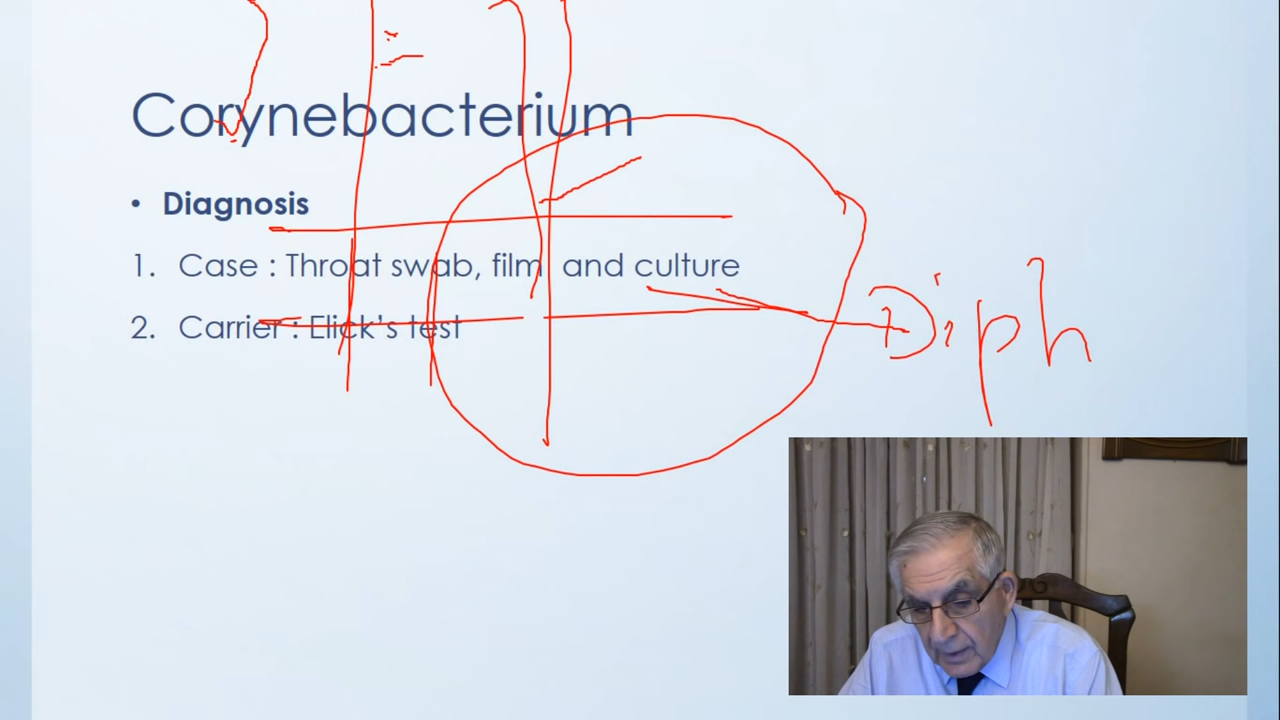 Corynebacterium
• Diagnosis
1. Case : Throat swab, film and culture
2. Carrier : Elick's test
Diph